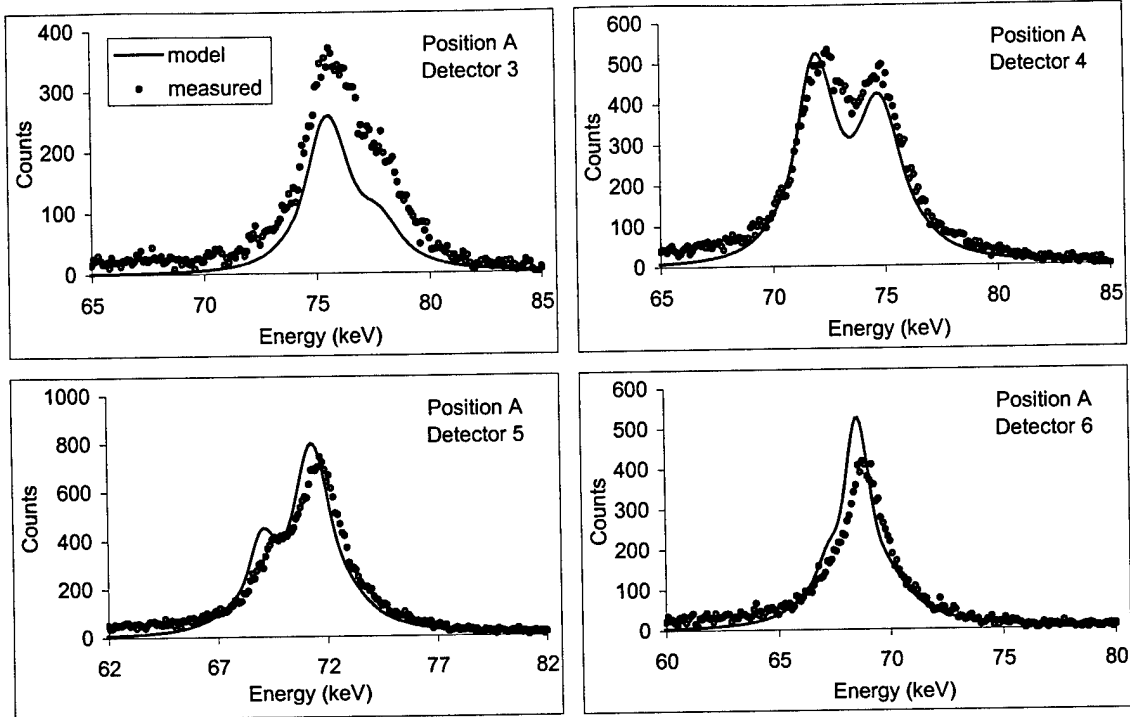 400
300
200
100
0
Counts
model
measured
Position A
Detector 3
65 70 75 80 85
Energy (keV)
600
500
400
300
200
100
0
Counts
Position A
Detector 4
65 70 75 80 85
Energy (keV)
1000
800
600
400
200
0
Counts
Position A
Detector 5
62 67 72 77 82
Energy (keV)
600
500
400
300
200
100
0
Counts
Position A
Detector 6
60 65 70 75 80
Energy (keV)